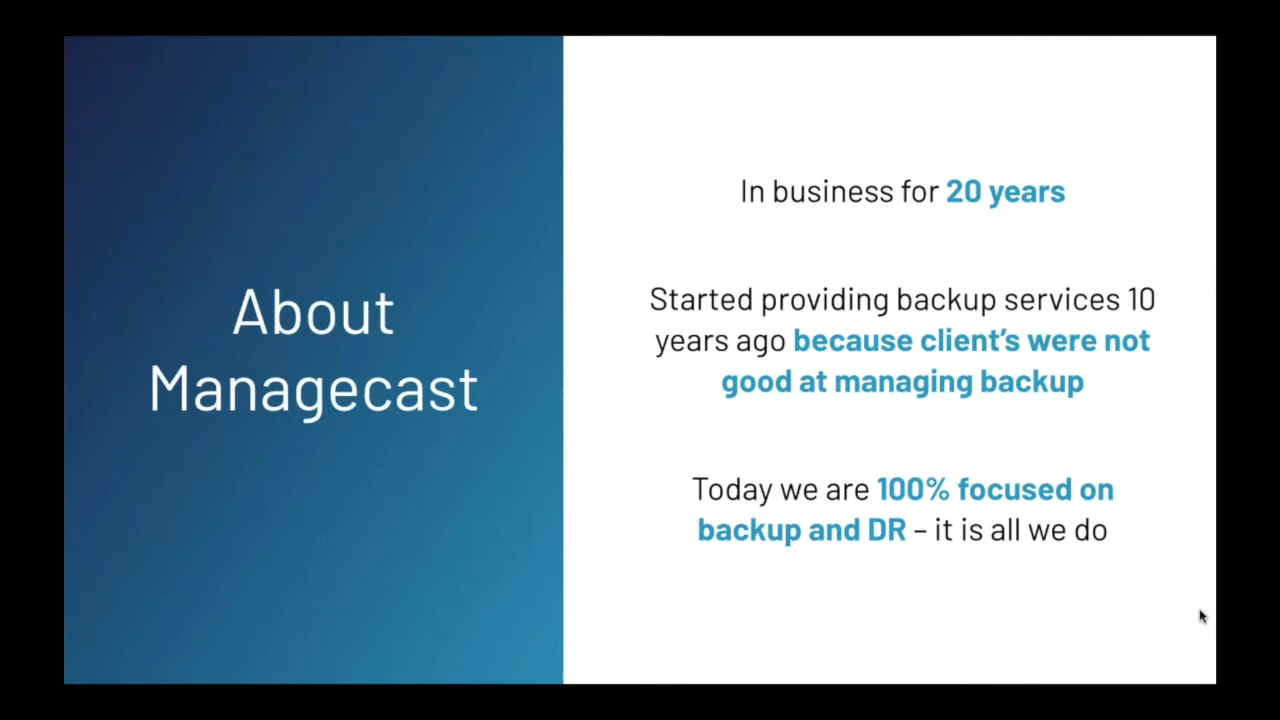 About
Managecast
In business for 20 years
Started providing backup services 10
years ago because client's were not
good at managing backup
Today we are 100% focused on
backup and DR – it is all we do